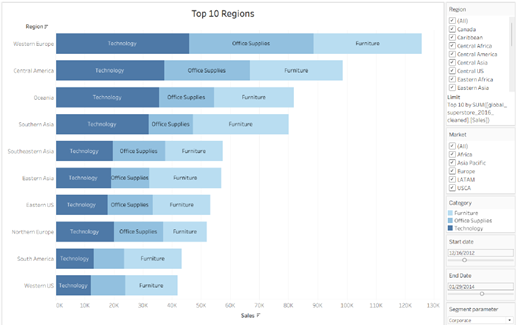 Top 10 Regions
Region
Western Europe Technology Office Supplies Furniture
Central America Technology Office Supplies Furniture
Oceania Technology Office Supplies Furniture
Southern Asia Technology Office Supplies Furniture
Southeastern Asia Technology Office Supplies Furniture
Eastern Asia Technology Office Supplies Furniture
Eastern US Technology Office Supplies Furniture
Northern Europe Technology Office Supplies Furniture
South America Technology Furniture
Western US Technology Furniture
0K 10K 20K 30K 40K 50K 60K 70K 80K 90K 100K 110K 120K 130K
Sales
Region
(All)
Canada
Caribbean
Central Africa
Central America
Central Asia
Central US
Eastern Africa
Eastern Asia
Limit
Top 10 by SUM([global_
superstore_2016_
cleaned].[Sales])
Market
(All)
Africa
Asia Pacific
Europe
LATAM
USCA
Category
Furniture
Office Supplies
Technology
Start date
12/16/2012
End Date
01/29/2014
Segment parameter
Corporate